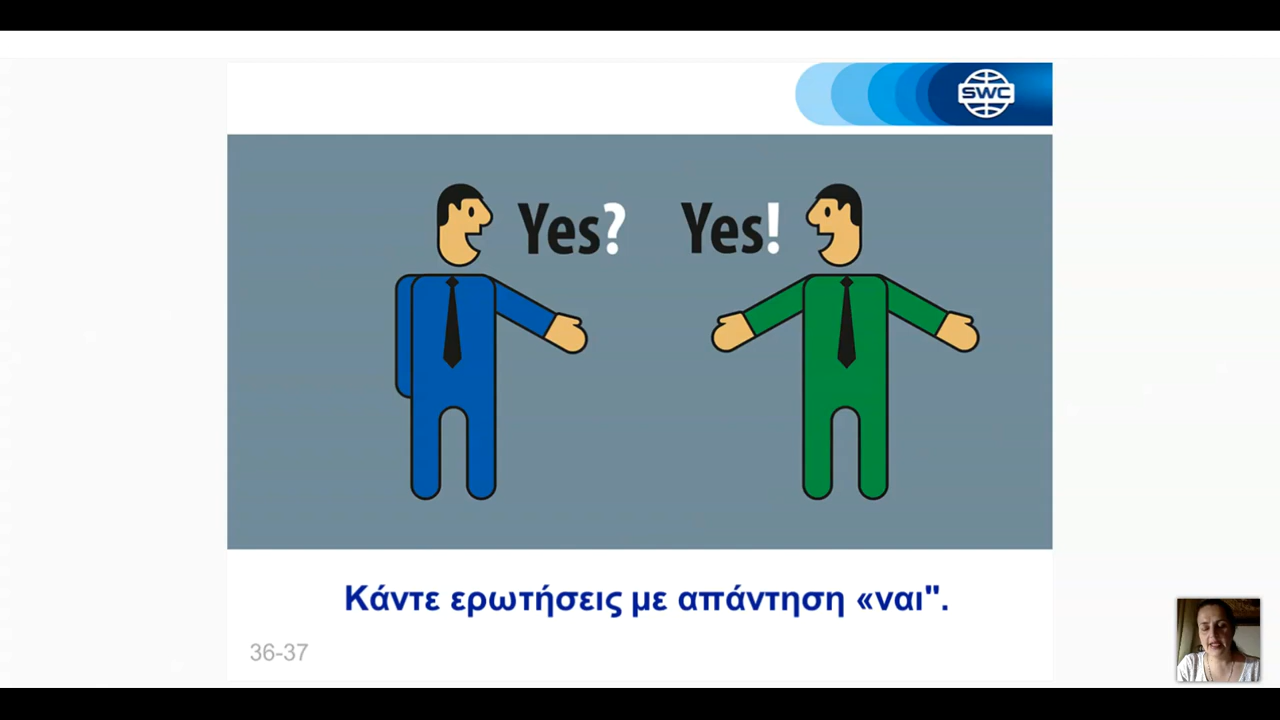 SWC
Yes? Yes!
Κάντε ερωτήσεις με απάντηση «ναι".
36-37